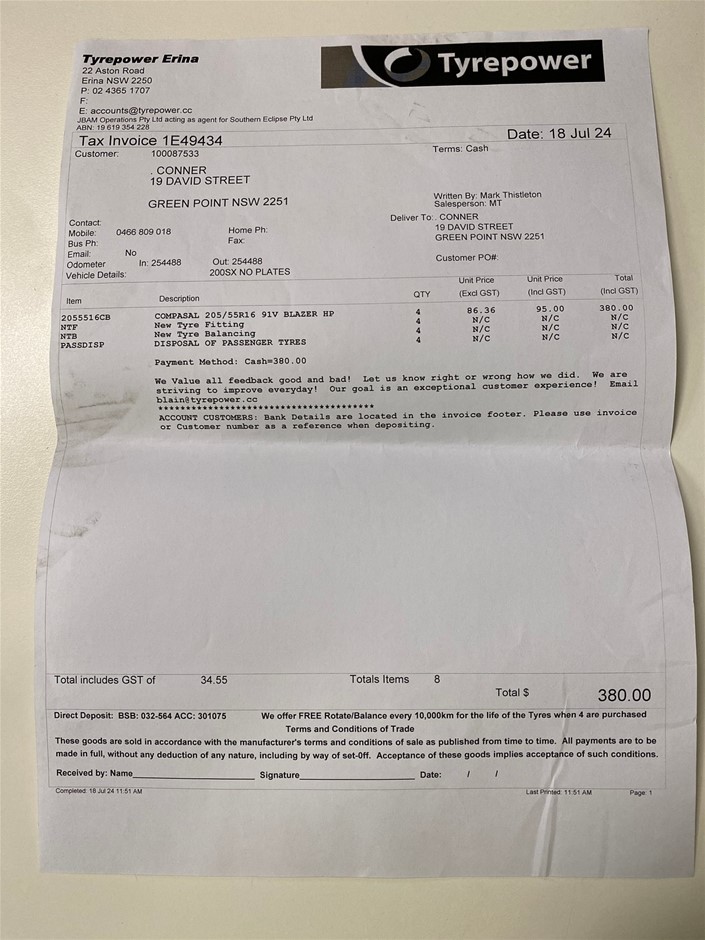 Tyrepower Erina
22 Aston Road
Erina NSW 2250
P: 02 4365 1707
F:
E: accounts@tyrepower.cc
JBAM Operations Pty Ltd acting as agent for Southern Eclipse Pty Ltd
ABN: 19 619 354 228
Tyrepower
Tax Invoice 1E49434
Date: 18 Jul 24
Customer: 100087533
Terms: Cash
. CONNER
19 DAVID STREET
GREEN POINT NSW 2251
Written By: Mark Thistleton
Salesperson: MT
Deliver To:. CONNER
19 DAVID STREET
GREEN POINT NSW 2251
Contact:
Mobile: 0466 809 018 Home Ph:
Bus Ph: Fax:
Email: No
Customer PO#:
Odometer In: 254488 Out: 254488
Vehicle Details: 200SX NO PLATES
Item Description QTY Unit Price (Excl GST) Unit Price (Incl GST) Total (Incl GST)
2055516CB COMPASAL 205/55R16 91V BLAZER HP 4 86.36 95.00 380.00
NTF New Tyre Fitting 4 N/C N/C N/C
NTB New Tyre Balancing 4 N/C N/C N/C
PASSDISP DISPOSAL OF PASSENGER TYRES 4 N/C N/C N/C
Payment Method: Cash=380.00
We Value all feedback good and bad! Let us know right or wrong how we did. We are
striving to improve everyday! Our goal is an exceptional customer experience! Email
blain@tyrepower.cc
****************************************
ACCOUNT CUSTOMERS: Bank Details are located in the invoice footer. Please use invoice
or Customer number as a reference when depositing.
Total includes GST of 34.55 Totals Items 8
Total $ 380.00
Direct Deposit: BSB: 032-564 ACC: 301075 We offer FREE Rotate/Balance every 10,000km for the life of the Tyres when 4 are purchased
Terms and Conditions of Trade
These goods are sold in accordance with the manufacturer's terms and conditions of sale as published from time to time. All payments are to be
made in full, without any deduction of any nature, including by way of set-off. Acceptance of these goods implies acceptance of such conditions.
Received by: Name Signature Date: / /
Completed: 18 Jul 24 11:51 AM Last Printed: 11:51 AM Page: 1